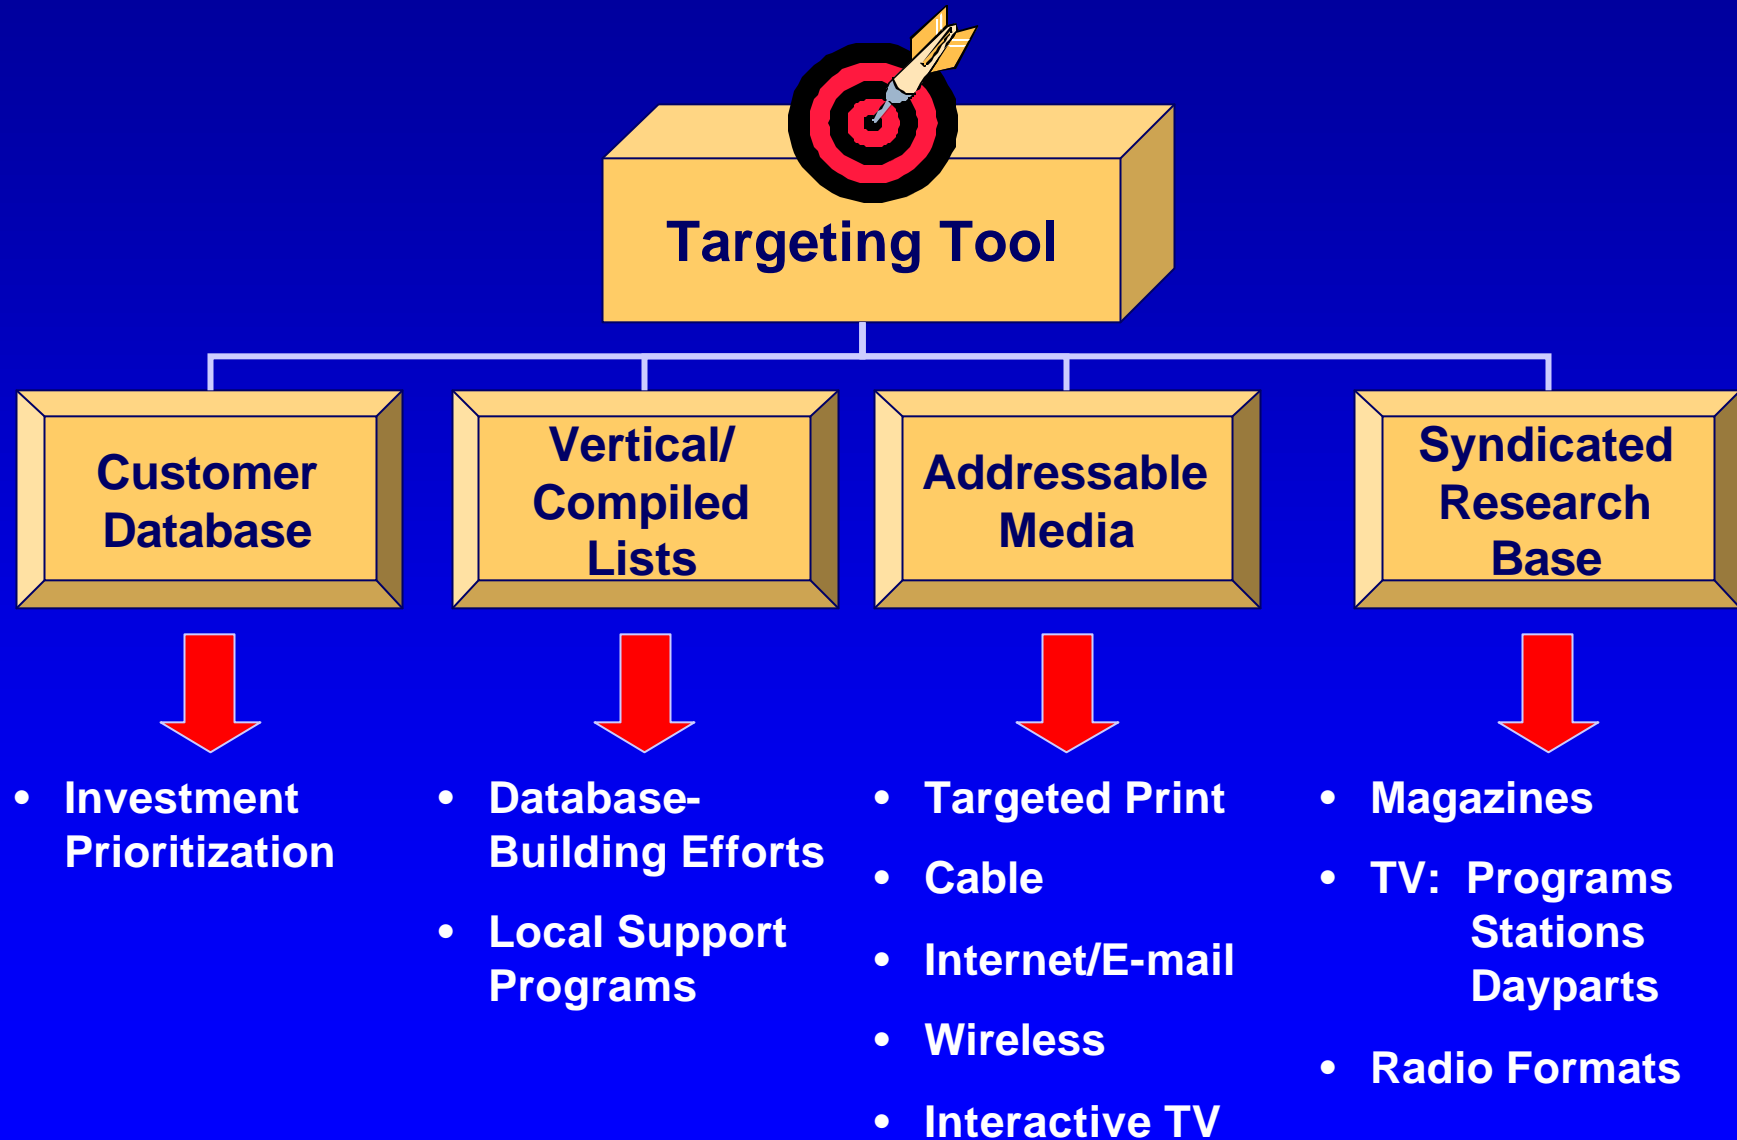 Targeting Tool
Customer
Database
Vertical/
Compiled
Lists
Addressable
Media
Syndicated
Research
Base
• Investment
Prioritization
• Database-
Building Efforts
• Local Support
Programs
• Targeted Print
• Cable
• Internet/E-mail
• Wireless
• Interactive TV
• Magazines
• TV: Programs
Stations
Dayparts
• Radio Formats